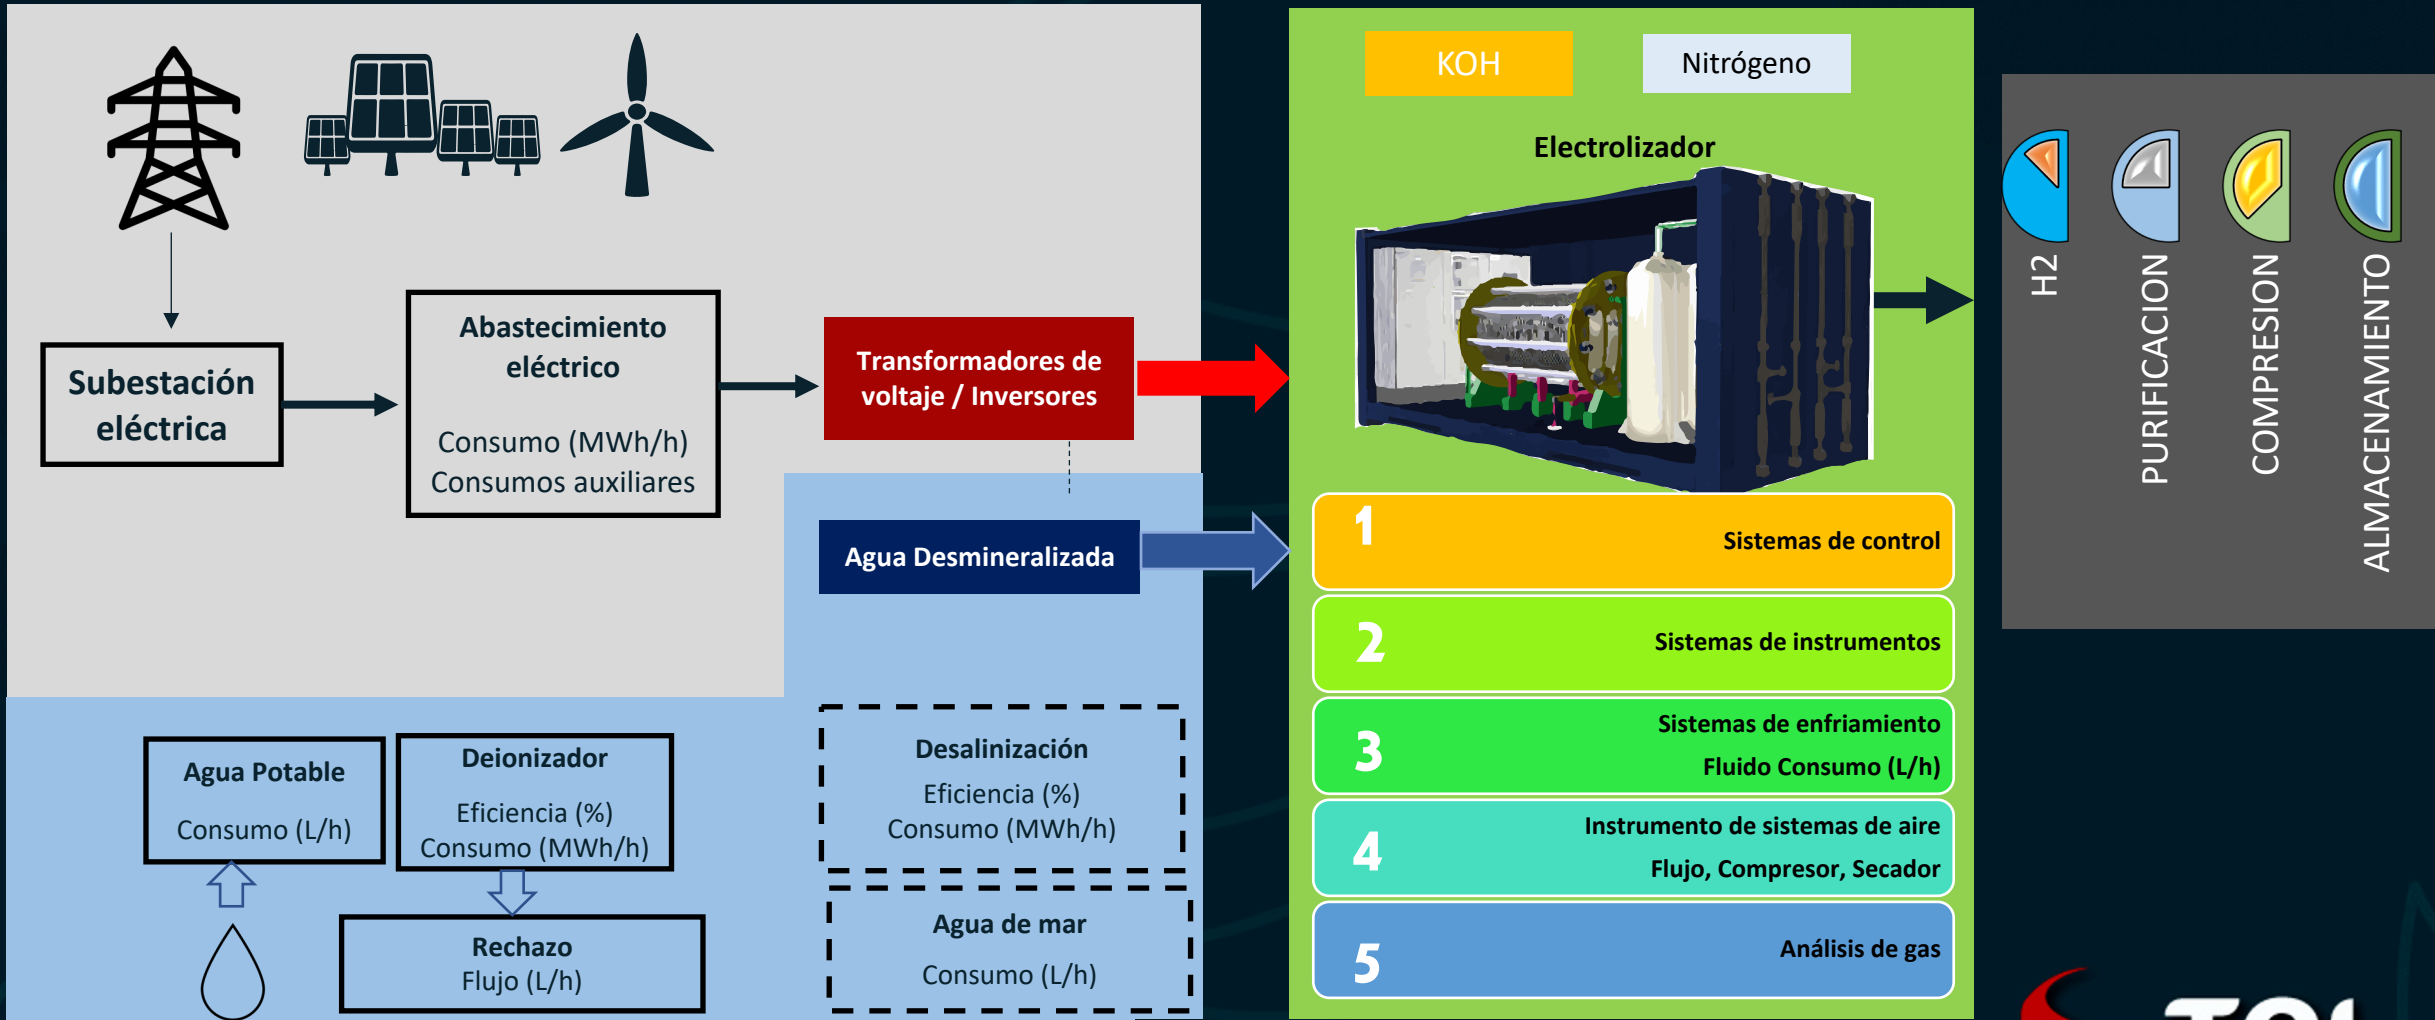 Subestación
eléctrica
Abastecimiento
eléctrico
Consumo (MWh/h)
Consumos auxiliares
Transformadores de
voltaje / Inversores
Agua Desmineralizada
Agua Potable
Consumo (L/h)
Deionizador
Eficiencia (%)
Consumo (MWh/h)
Rechazo
Flujo (L/h)
Desalinización
Eficiencia (%)
Consumo (MWh/h)
Agua de mar
Consumo (L/h)
KOH
Nitrógeno
Electrolizador
1
Sistemas de control
2
Sistemas de instrumentos
3
Sistemas de enfriamiento
Fluido Consumo (L/h)
4
Instrumento de sistemas de aire
Flujo, Compresor, Secador
5
Análisis de gas
H2
PURIFICACION
COMPRESION
ALMACENAMIENTO